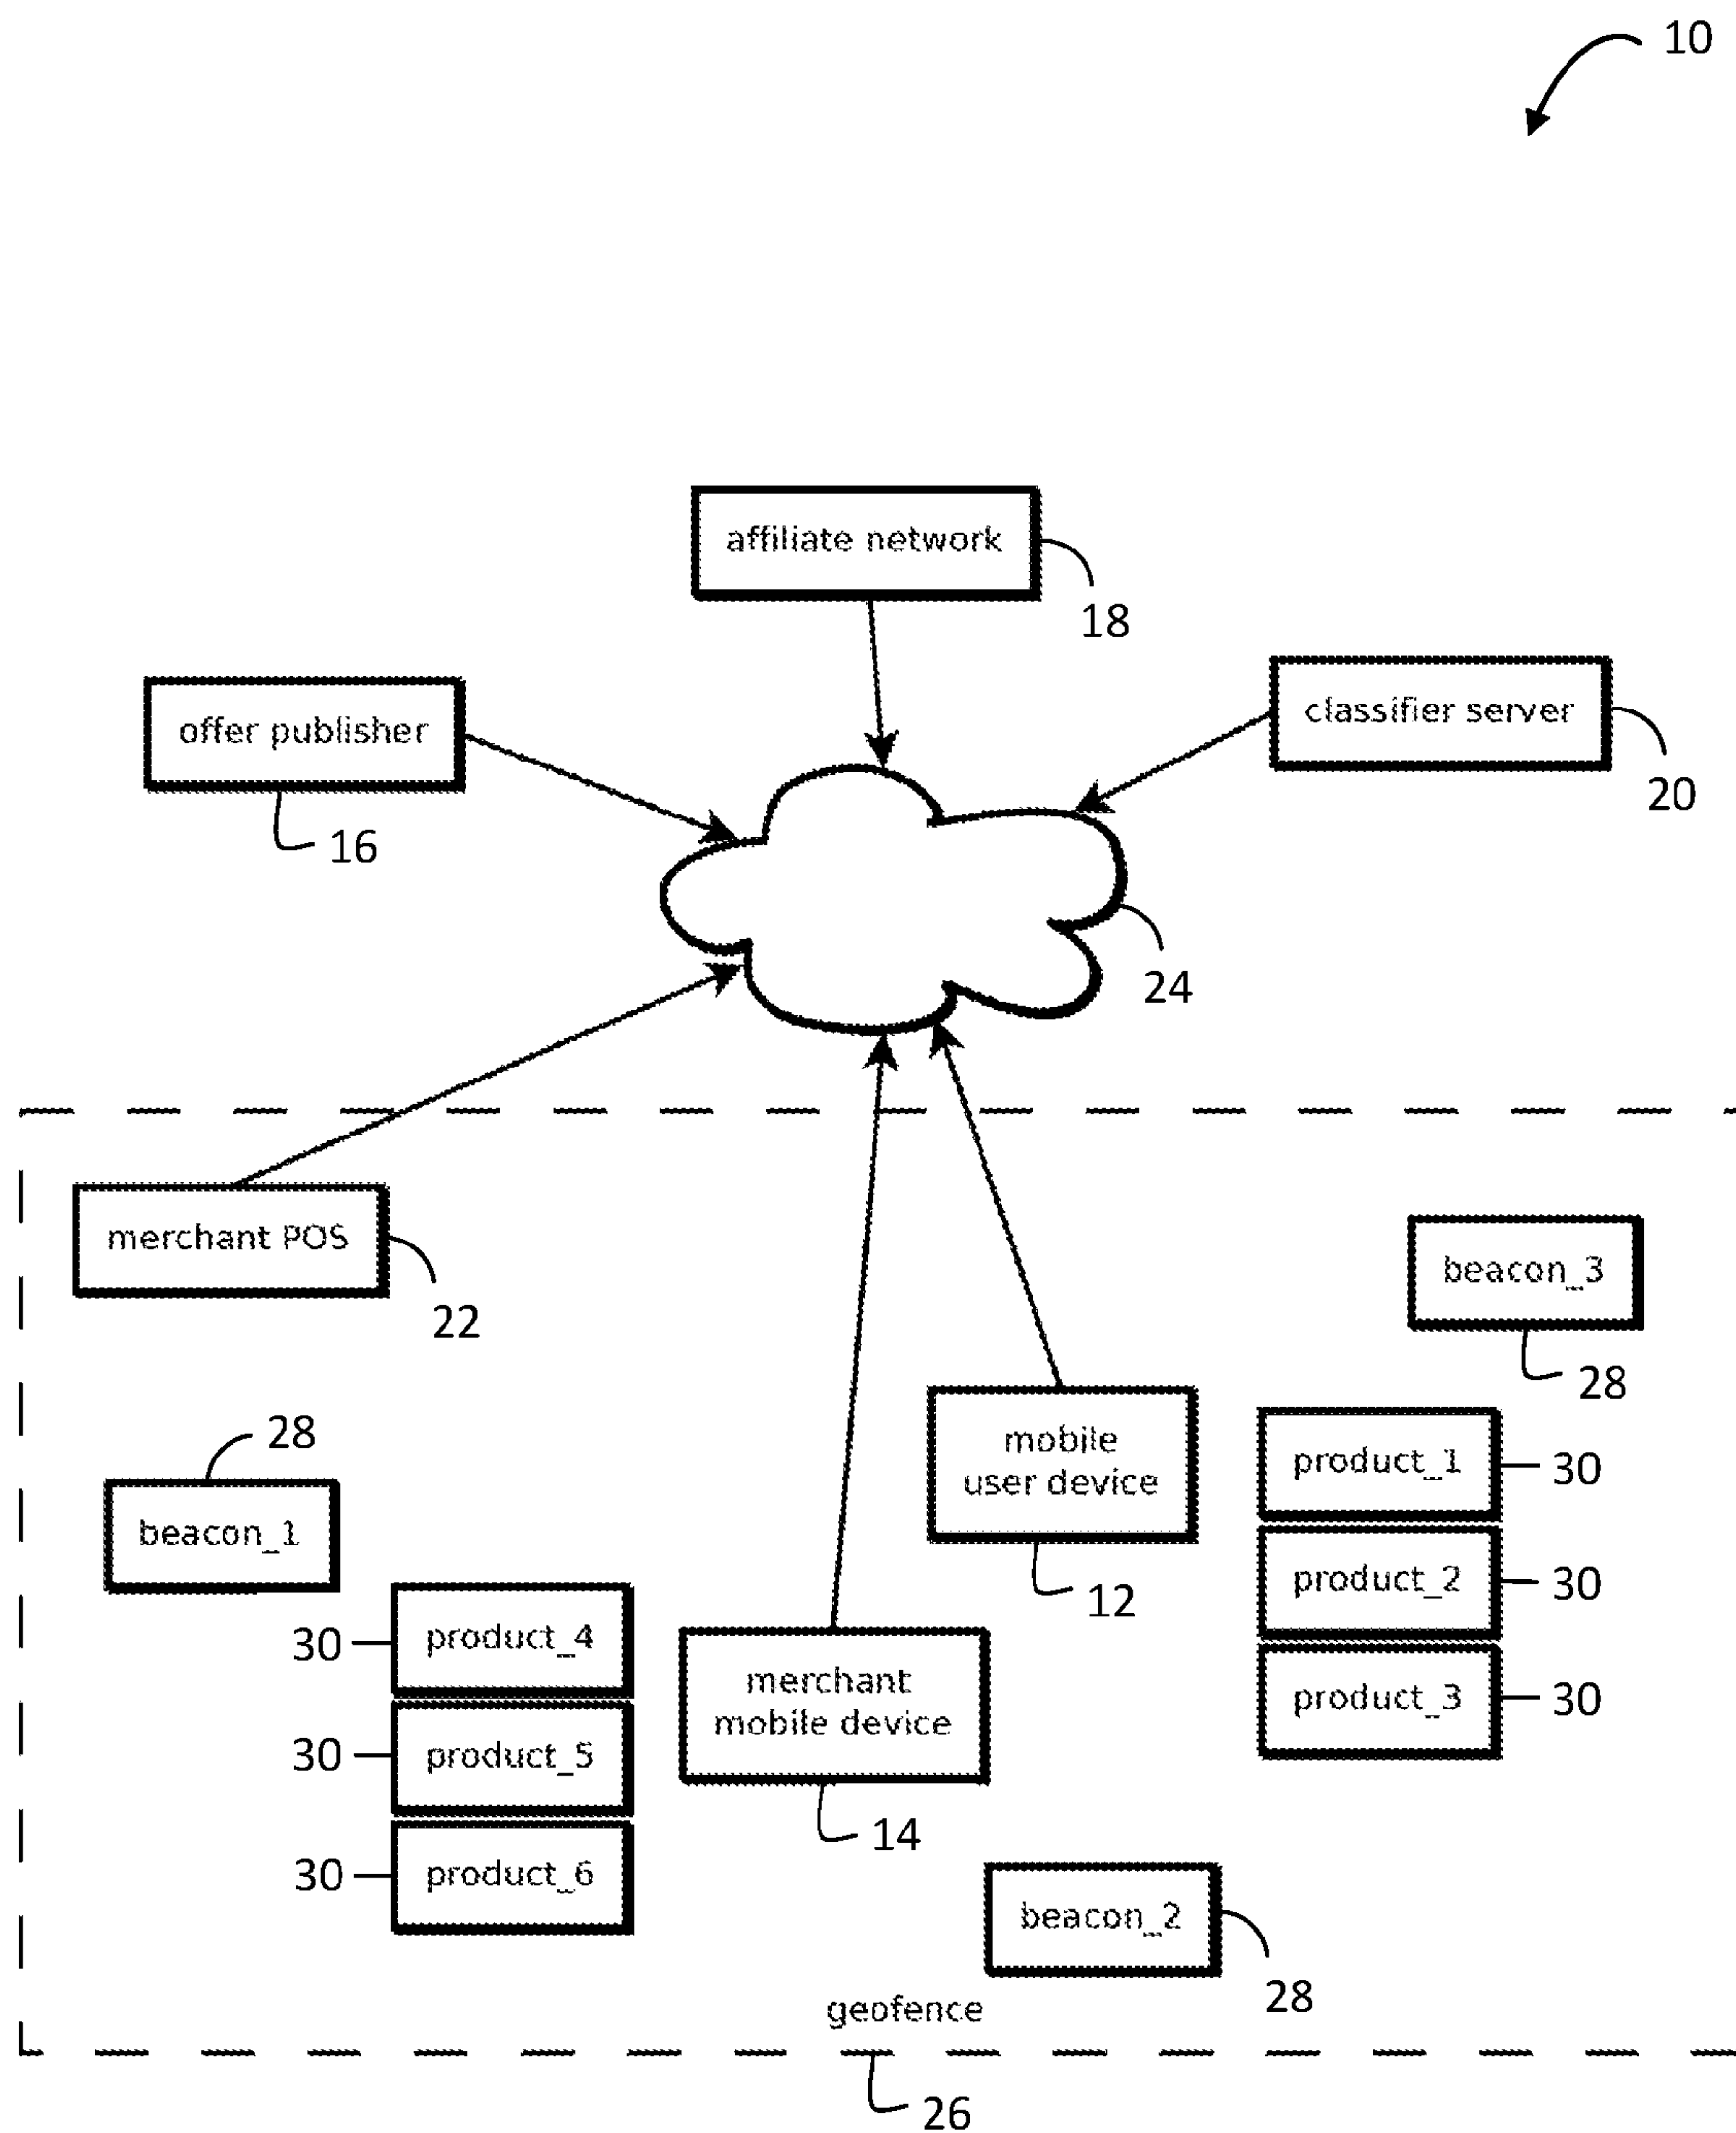 10
affiliate network
18
offer publisher
16
classifier server
20
24
merchant POS
22
beacon_3
28
28
beacon_1
mobile
user device
12
product_1
30
product_2
30
product_3
30
30
product_4
30
product_5
30
product_6
merchant
mobile device
14
beacon_2
28
geofence
26